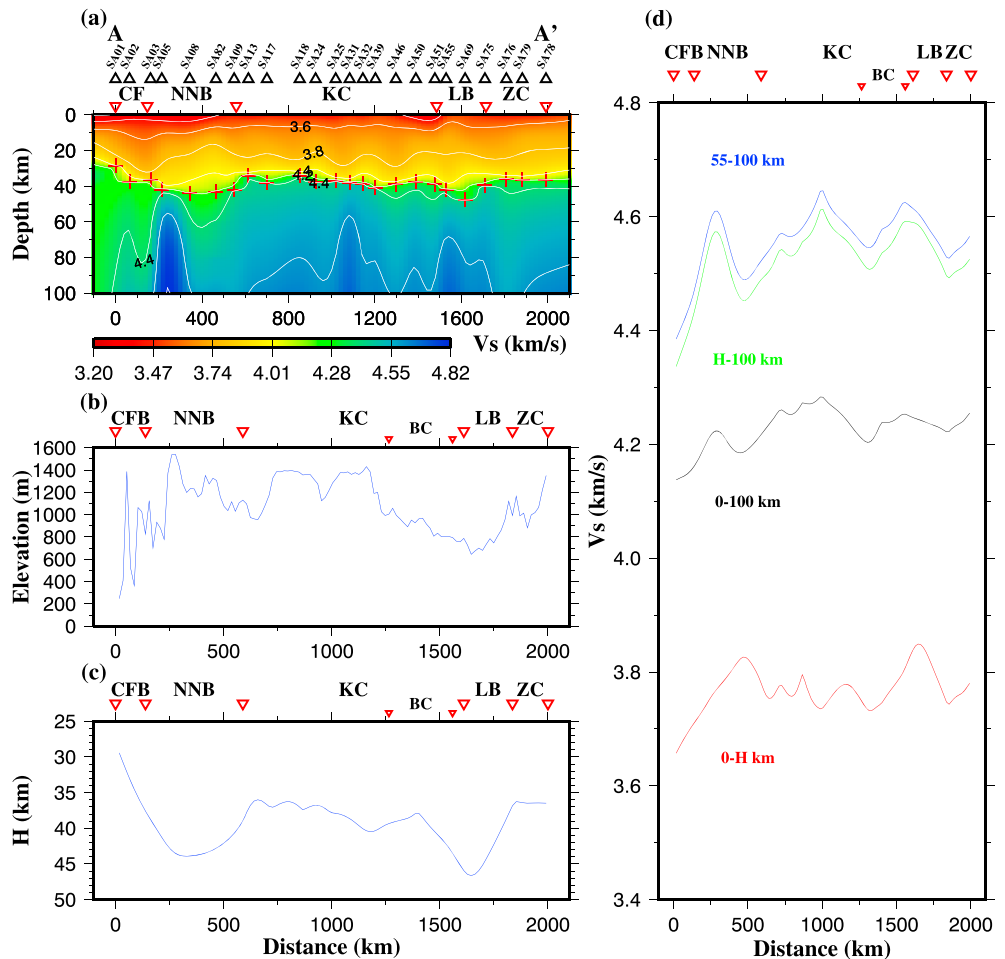 (a)
A
A’
SA01 SA02 SA03 SA05 SA08 SA82 SA09 SA13 SA17 SA18 SA24 SA25 SA31 SA32 SA39 SA46 SA50 SA51 SA55 SA69 SA75 SA76 SA79 SA78
CF NNB KC LB ZC
0
20
40
60
80
100
Depth (km)
3.6
3.8
4.4
4.4
0 400 800 1200 1600 2000
Vs (km/s)
3.20 3.47 3.74 4.01 4.28 4.55 4.82
(b)
CFB NNB KC BC LB ZC
1600
1400
1200
1000
800
600
400
200
0
Elevation (m)
0 500 1000 1500 2000
(c)
CFB NNB KC BC LB ZC
25
30
35
40
45
50
H (km)
0 500 1000 1500 2000
Distance (km)
(d)
CFB NNB KC BC LB ZC
4.8
4.6
4.4
4.2
4.0
3.8
3.6
3.4
Vs (km/s)
55-100 km
H-100 km
0-100 km
0-H km
0 500 1000 1500 2000
Distance (km)